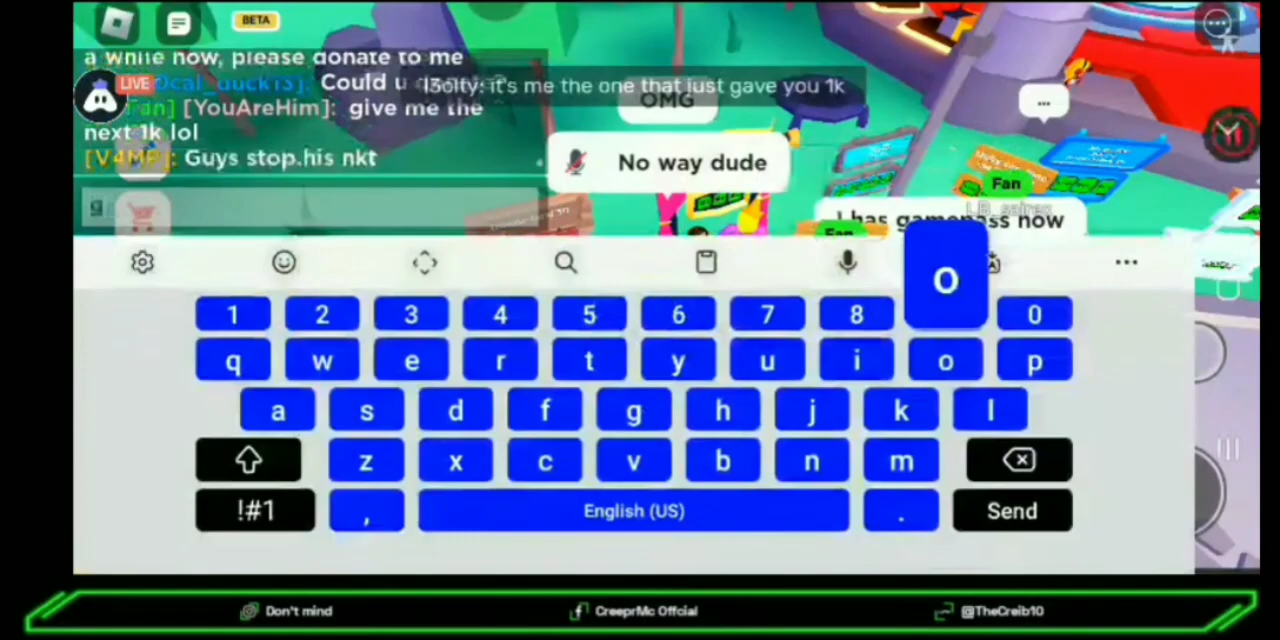 BETA
a while now, please donate to me
LIVE
Could u
it's me the one that just gave you 1k
[YouAreHim]: give me the
next 1k lol
OMG
[V4MP]: Guys stop.his nkt
No way dude
...
Fan
g
has gamepass now
Fan
o
1 2 3 4 5 6 7 8 0
q w e r t y u i o p
a s d f g h j k l
z x c v b n m
!#1 , English (US) . Send
Don't mind
CreeprMc Offcial
@TheCreib10